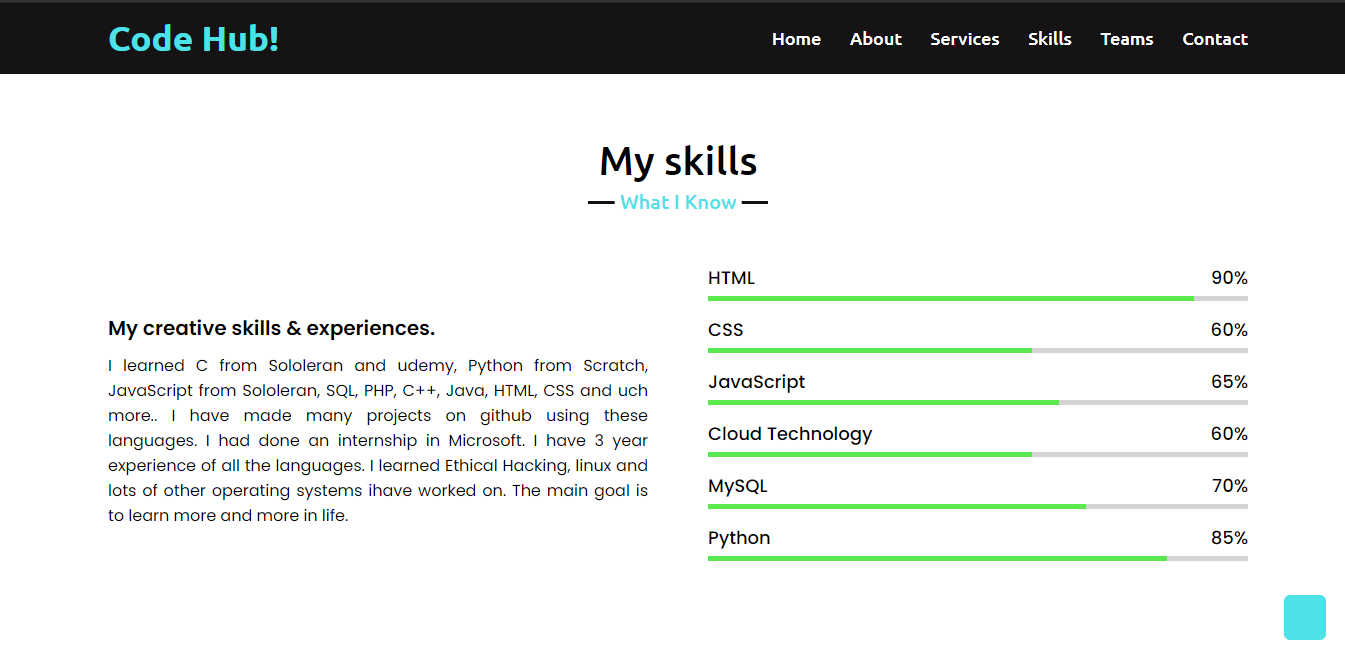 Code Hub!
Home About Services Skills Teams Contact
My skills
What I Know
My creative skills & experiences.
I learned C from Sololeran and udemy, Python from Scratch,
JavaScript from Sololeran, SQL, PHP, C++, Java, HTML, CSS and uch
more.. I have made many projects on github using these
languages. I had done an internship in Microsoft. I have 3 year
experience of all the languages. I learned Ethical Hacking, linux and
lots of other operating systems ihave worked on. The main goal is
to learn more and more in life.
HTML 90%
CSS 60%
JavaScript 65%
Cloud Technology 60%
MySQL 70%
Python 85%